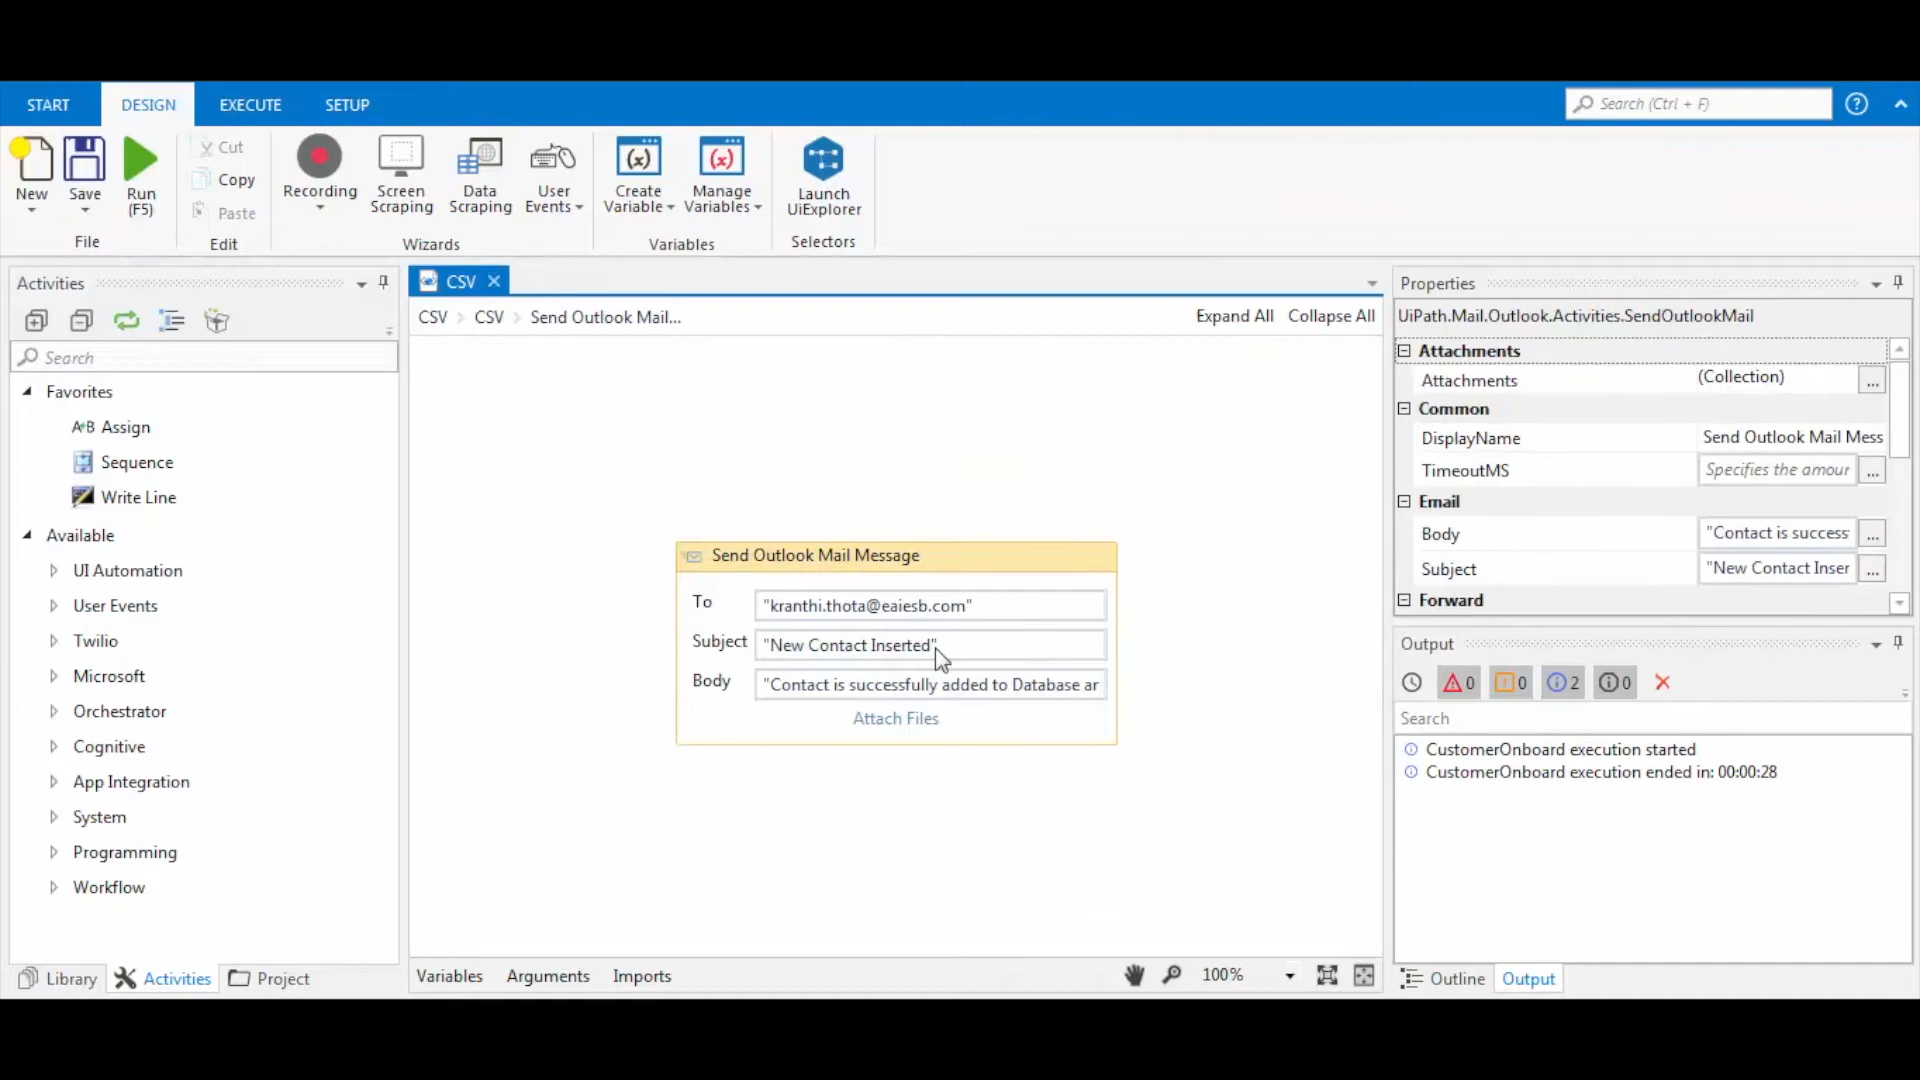 START DESIGN EXECUTE SETUP
Search (Ctrl + F)
New
Save
Run
(F5)
Cut
Copy
Paste
Recording
Screen
Scraping
Data
Scraping
User
Events
Create
Variable
Manage
Variables
Launch
UiExplorer
File
Edit
Wizards
Variables
Selectors
Activities
Search
Favorites
A+B Assign
Sequence
Write Line
Available
UI Automation
User Events
Twilio
Microsoft
Orchestrator
Cognitive
App Integration
System
Programming
Workflow
Library Activities Project
CSV
CSV > CSV > Send Outlook Mail...
Expand All Collapse All
Send Outlook Mail Message
To "kranthi.thota@eaiesb.com"
Subject "New Contact Inserted"
Body "Contact is successfully added to Database ar
Attach Files
Variables Arguments Imports
100%
Properties
UiPath.Mail.Outlook.Activities.SendOutlookMail
Attachments
Attachments (Collection) ...
Common
DisplayName Send Outlook Mail Mess
TimeoutMS Specifies the amour ...
Email
Body "Contact is success ...
Subject "New Contact Inser ...
Forward
Output
0 0 2 0
Search
CustomerOnboard execution started
CustomerOnboard execution ended in: 00:00:28
Outline Output